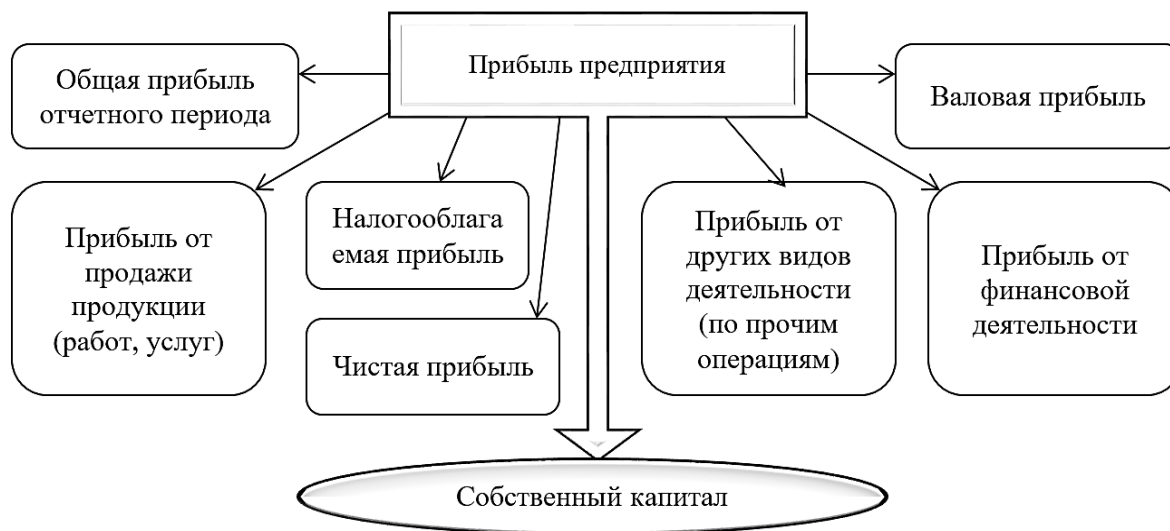 Прибыль предприятия
Общая прибыль
отчетного периода
Валовая прибыль
Прибыль от
продажи
продукции
(работ, услуг)
Налогооблага
емая прибыль
Чистая прибыль
Прибыль от
других видов
деятельности
(по прочим
операциям)
Прибыль от
финансовой
деятельности
Собственный капитал